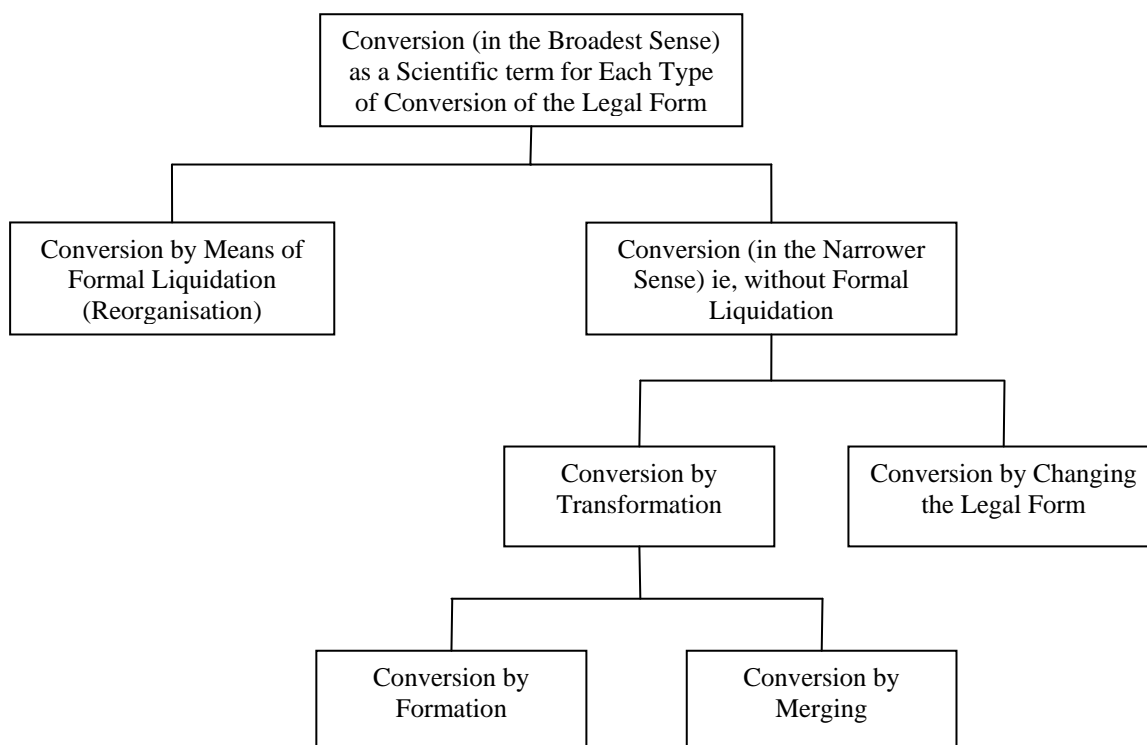 Conversion (in the Broadest Sense)
as a Scientific term for Each Type
of Conversion of the Legal Form
Conversion by Means of
Formal Liquidation
(Reorganisation)
Conversion (in the Narrower
Sense) ie, without Formal
Liquidation
Conversion by
Transformation
Conversion by Changing
the Legal Form
Conversion by
Formation
Conversion by
Merging